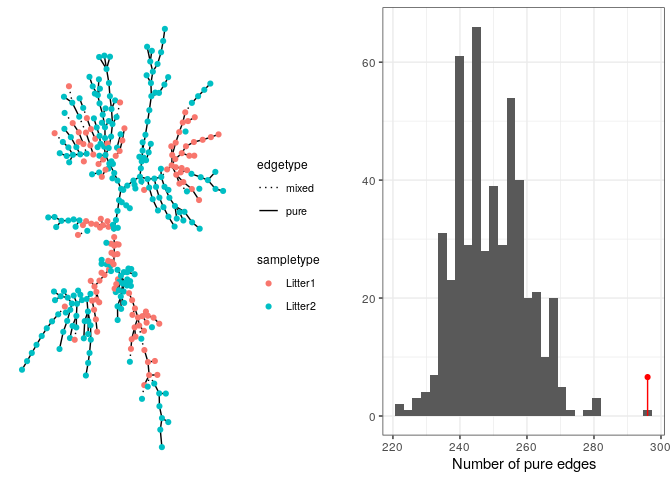 edgetype
mixed
pure
sampletype
Litter1
Litter2
60
40
20
0
220 240 260 280 300
Number of pure edges